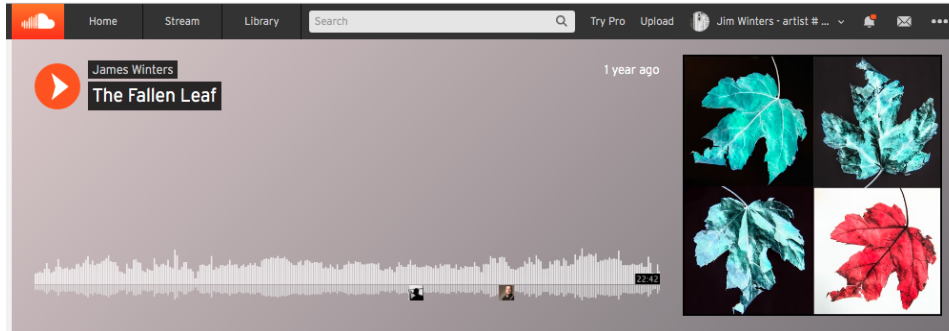 Home Stream Library Search Try Pro Upload Jim Winters - artist # ...
James Winters 1 year ago
The Fallen Leaf
22:42